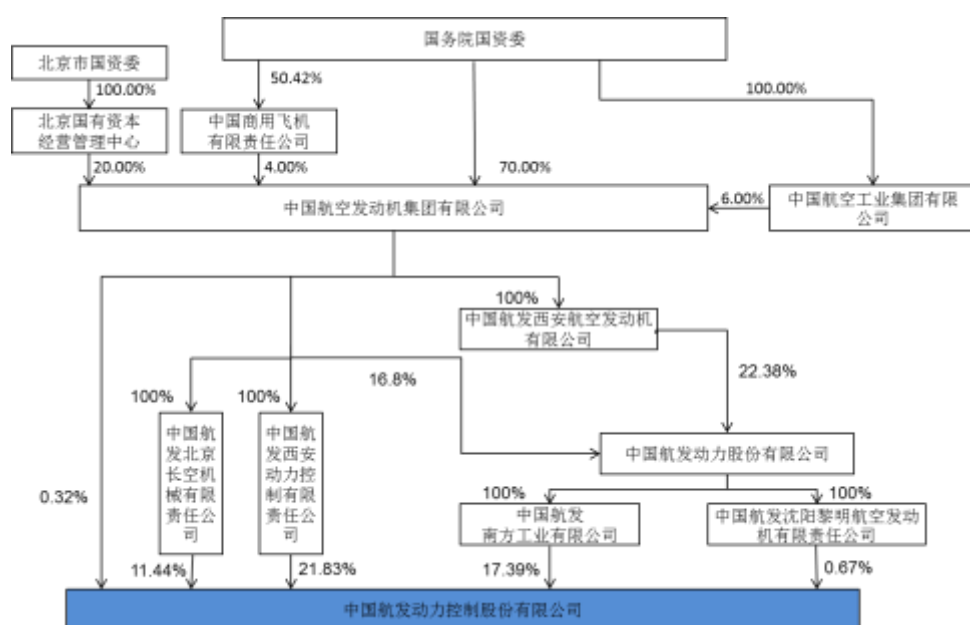 国务院国资委
北京市国资委
50.42%
100.00%
100.00%
北京国有资本
经营管理中心
中国商用飞机
有限责任公司
20.00%
4.00%
70.00%
中国航空发动机集团有限公司
6.00%
中国航空工业集团有限
公司
100%
中国航发西安航空发动机
有限公司
16.8%
22.38%
100%
100%
中国航
发北京
长空机
械有限
责任公
司
中国航
发西安
动力控
制有限
责任公
司
中国航发动力股份有限公司
0.32%
100%
100%
中国航发
南方工业有限公司
中国航发沈阳黎明航空发动
机有限责任公司
11.44%
21.83%
17.39%
0.67%
中国航发动力控制股份有限公司